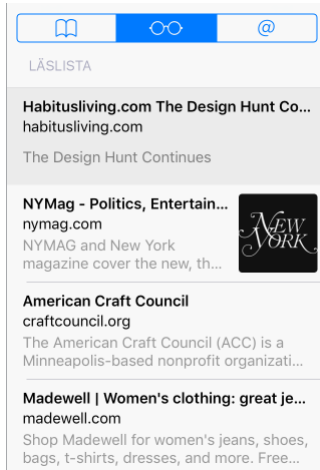 @
LÄSLISTA
Habitusliving.com The Design Hunt Co...
habitusliving.com
The Design Hunt Continues
NYMag - Politics, Entertain...
nymag.com
NYMAG and New York
magazine cover the new, th...
NEW
YORK
American Craft Council
craftcouncil.org
The American Craft Council (ACC) is a
Minneapolis-based nonprofit organizati...
Madewell | Women's clothing: great je...
madewell.com
Shop Madewell for women's jeans, shoes,
bags, t-shirts, dresses, and more. Free...